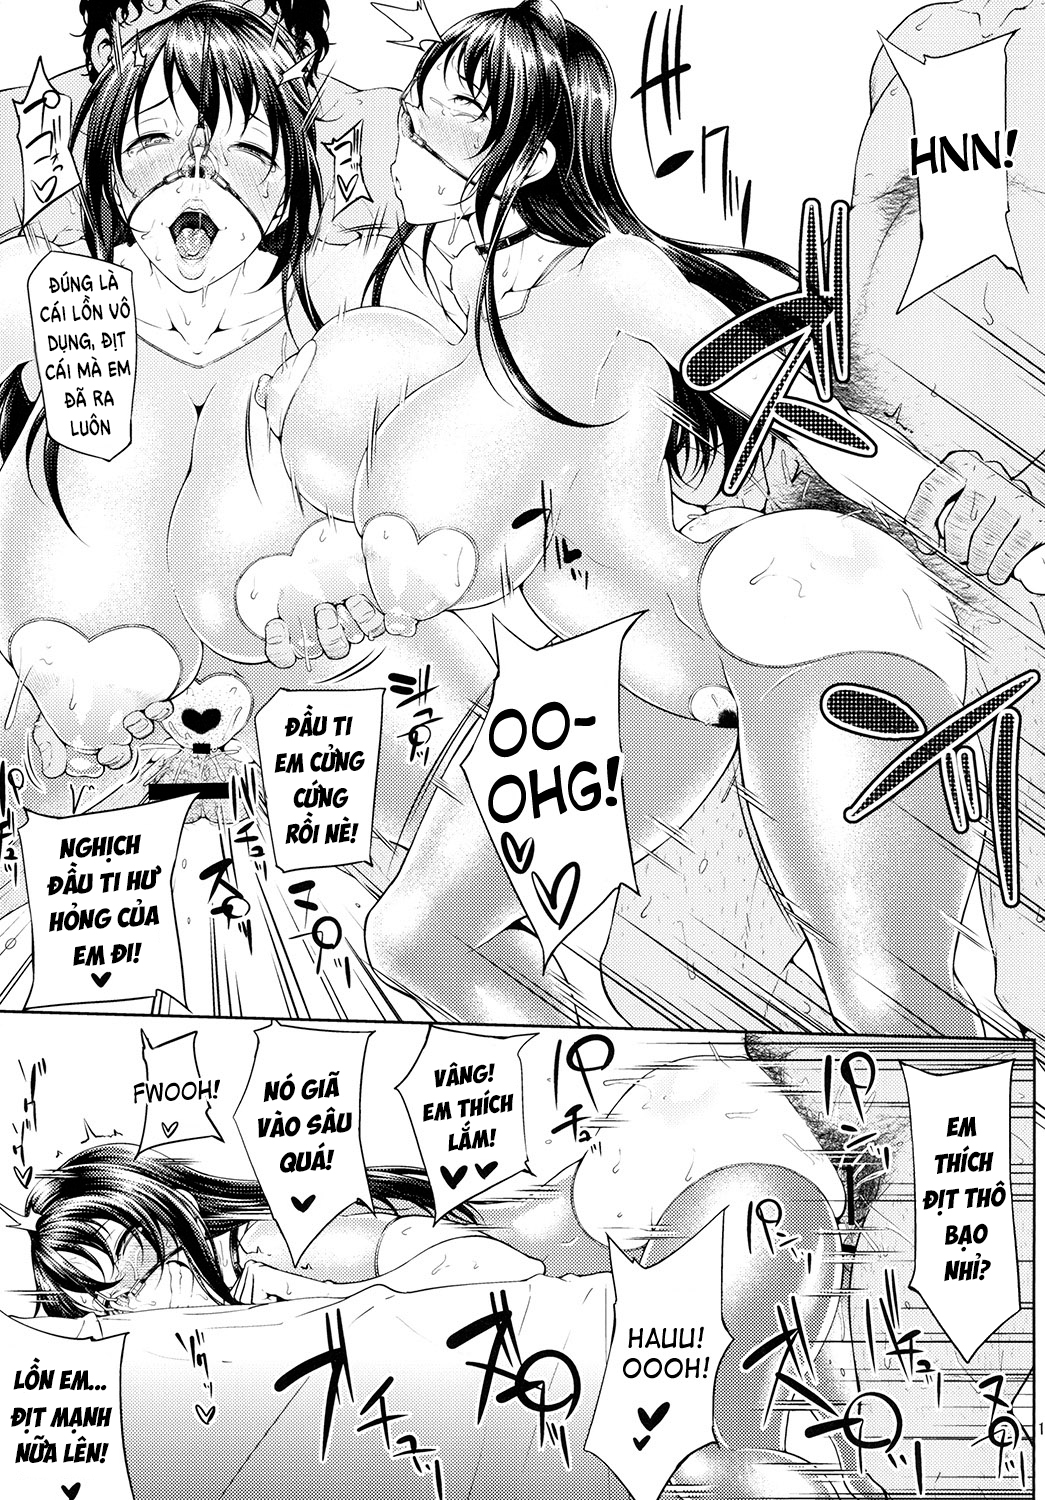 HNN!
ĐÚNG LÀ
CÁI LỒN VÔ
DỤNG, ĐỊT
CÁI MÀ EM
ĐÃ RA
LUÔN
OO-
OHG!
ĐẦU TI
EM CỬNG
CỨNG
RỒI NÈ!
NGHỊCH
ĐẦU TI HƯ
HỎNG CỦA
EM ĐI!
EM
THÍCH
ĐỊT THÔ
BẠO
NHỈ?
VÂNG!
EM THÍCH
LẮM!
NÓ GIÃ
VÀO SÂU
QUÁ!
FWOOH!
HAUU!
OOOH!
LỒN EM...
ĐỊT MẠNH
NỮA LÊN!